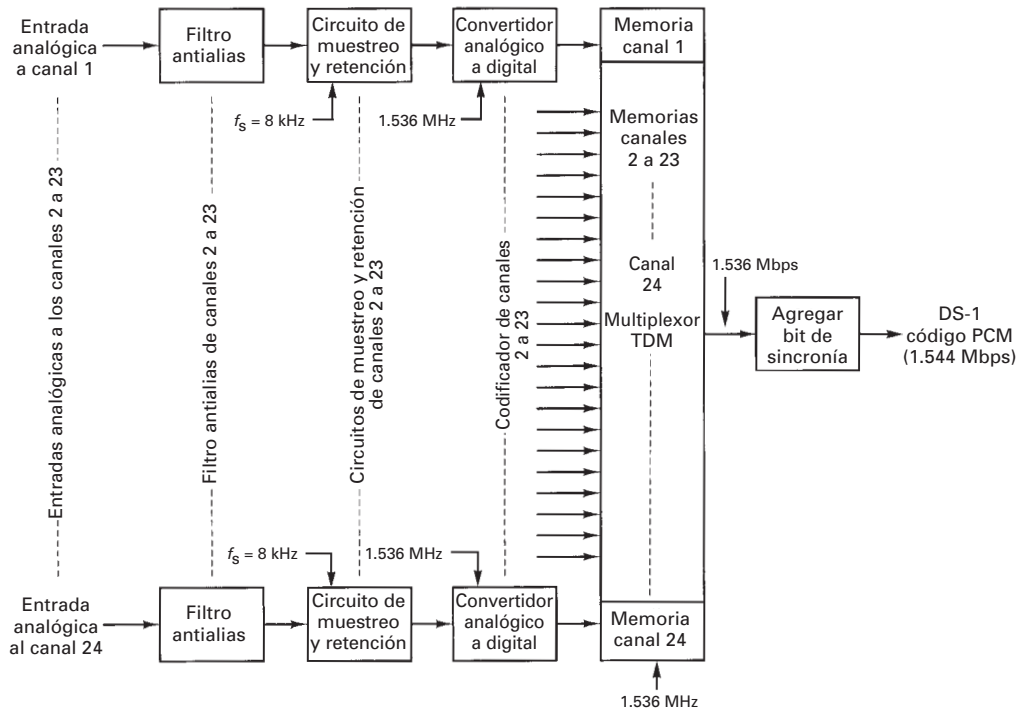 Entrada
analógica
a canal 1
Filtro
antialias
Circuito de
muestreo
y retención
Convertidor
analógico
a digital
Memoria
canal 1
fs = 8 kHz
1.536 MHz
Entradas analógicas a los canales 2 a 23
Filtro antialias de canales 2 a 23
Circuitos de muestreo y retención
de canales 2 a 23
Codificador de canales
2 a 23
Memorias
canales
2 a 23
Canal
24
Multiplexor
TDM
1.536 Mbps
Agregar
bit de
sincronía
DS-1
código PCM
(1.544 Mbps)
fs = 8 kHz
1.536 MHz
Entrada
analógica
al canal 24
Filtro
antialias
Circuito de
muestreo
y retención
Convertidor
analógico
a digital
Memoria
canal 24
1.536 MHz